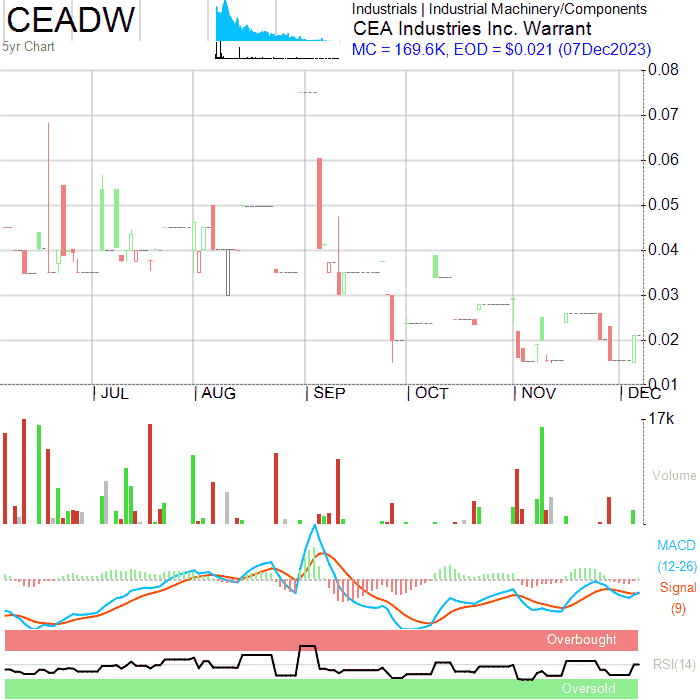 CEADW
5yr Chart
Industrials | Industrial Machinery/Components
CEA Industries Inc. Warrant
MC = 169.6K, EOD = $0.021 (07Dec2023)
0.08
0.07
0.06
0.05
0.04
0.03
0.02
0.01
JUL
AUG
SEP
OCT
NOV
DEC
17k
Volume
MACD
(12-26)
Signal
(9)
Overbought
RSI(14)
Oversold